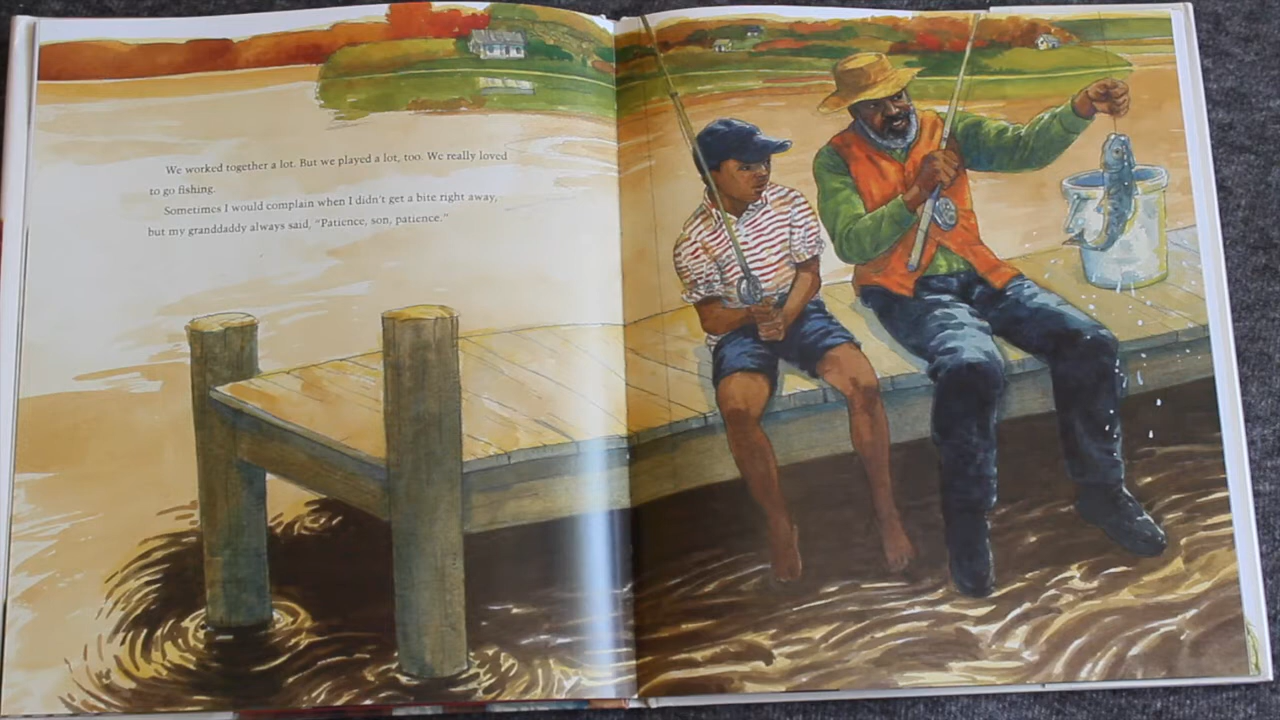 We worked together a lot. But we played a lot, too. We really loved
to go fishing.
Sometimes I would complain when I didn't get a bite right away,
but my granddaddy always said, "Patience, son, patience."